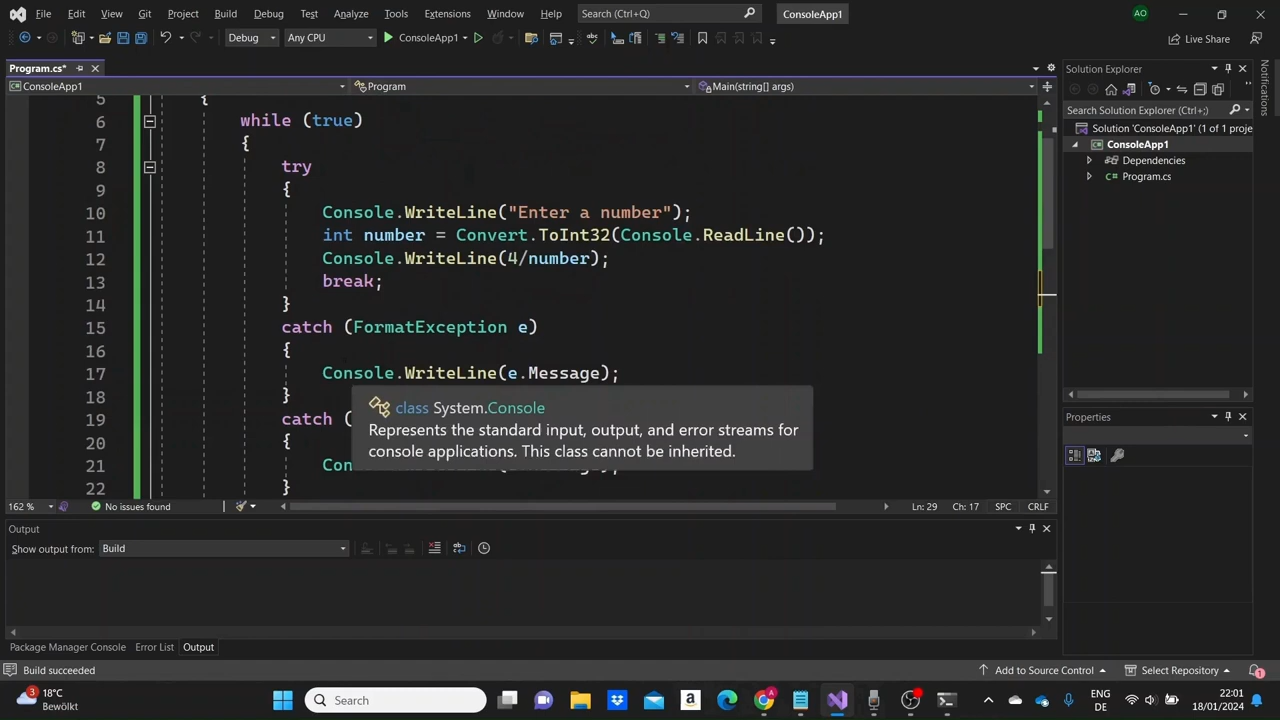 File Edit View Git Project Build Debug Test Analyze Tools Extensions Window Help Search (Ctrl+Q) ConsoleApp1 AO
Debug Any CPU ConsoleApp1 Live Share
Program.cs*
ConsoleApp1 Program Main(string[] args)
5 {
6 while (true)
7 {
8 try
9 {
10 Console.WriteLine("Enter a number");
11 int number = Convert.ToInt32(Console.ReadLine());
12 Console.WriteLine(4/number);
13 break;
14 }
15 catch (FormatException e)
16 {
17 Console.WriteLine(e.Message);
18 }
19 catch (
20 {
21 Con
22 }
class System.Console
Represents the standard input, output, and error streams for
console applications. This class cannot be inherited.
162 % No issues found Ln: 29 Ch: 17 SPC CRLF
Output
Show output from: Build
Package Manager Console Error List Output
Build succeeded Add to Source Control Select Repository 1
Solution Explorer
Search Solution Explorer (Ctrl+;)
Solution 'ConsoleApp1' (1 of 1 proje
ConsoleApp1
Dependencies
C# Program.cs
Properties
Notifications
3 18°C
Bewölkt
Search
ENG
DE
22:01
18/01/2024